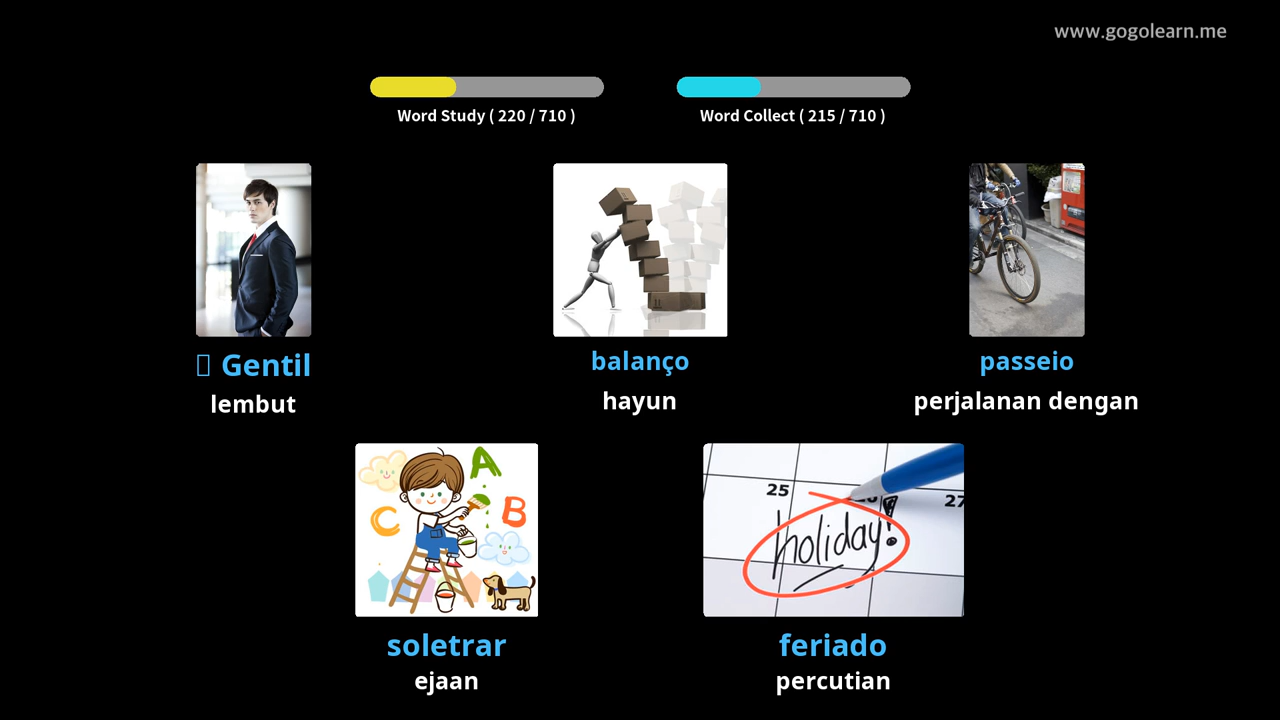 www.gogolearn.me
Word Study ( 220 / 710 )
Word Collect ( 215 / 710 )
Gentil
lembut
balanço
hayun
passeio
perjalanan dengan
A
B
C
25
27
holiday!
soletrar
ejaan
feriado
percutian